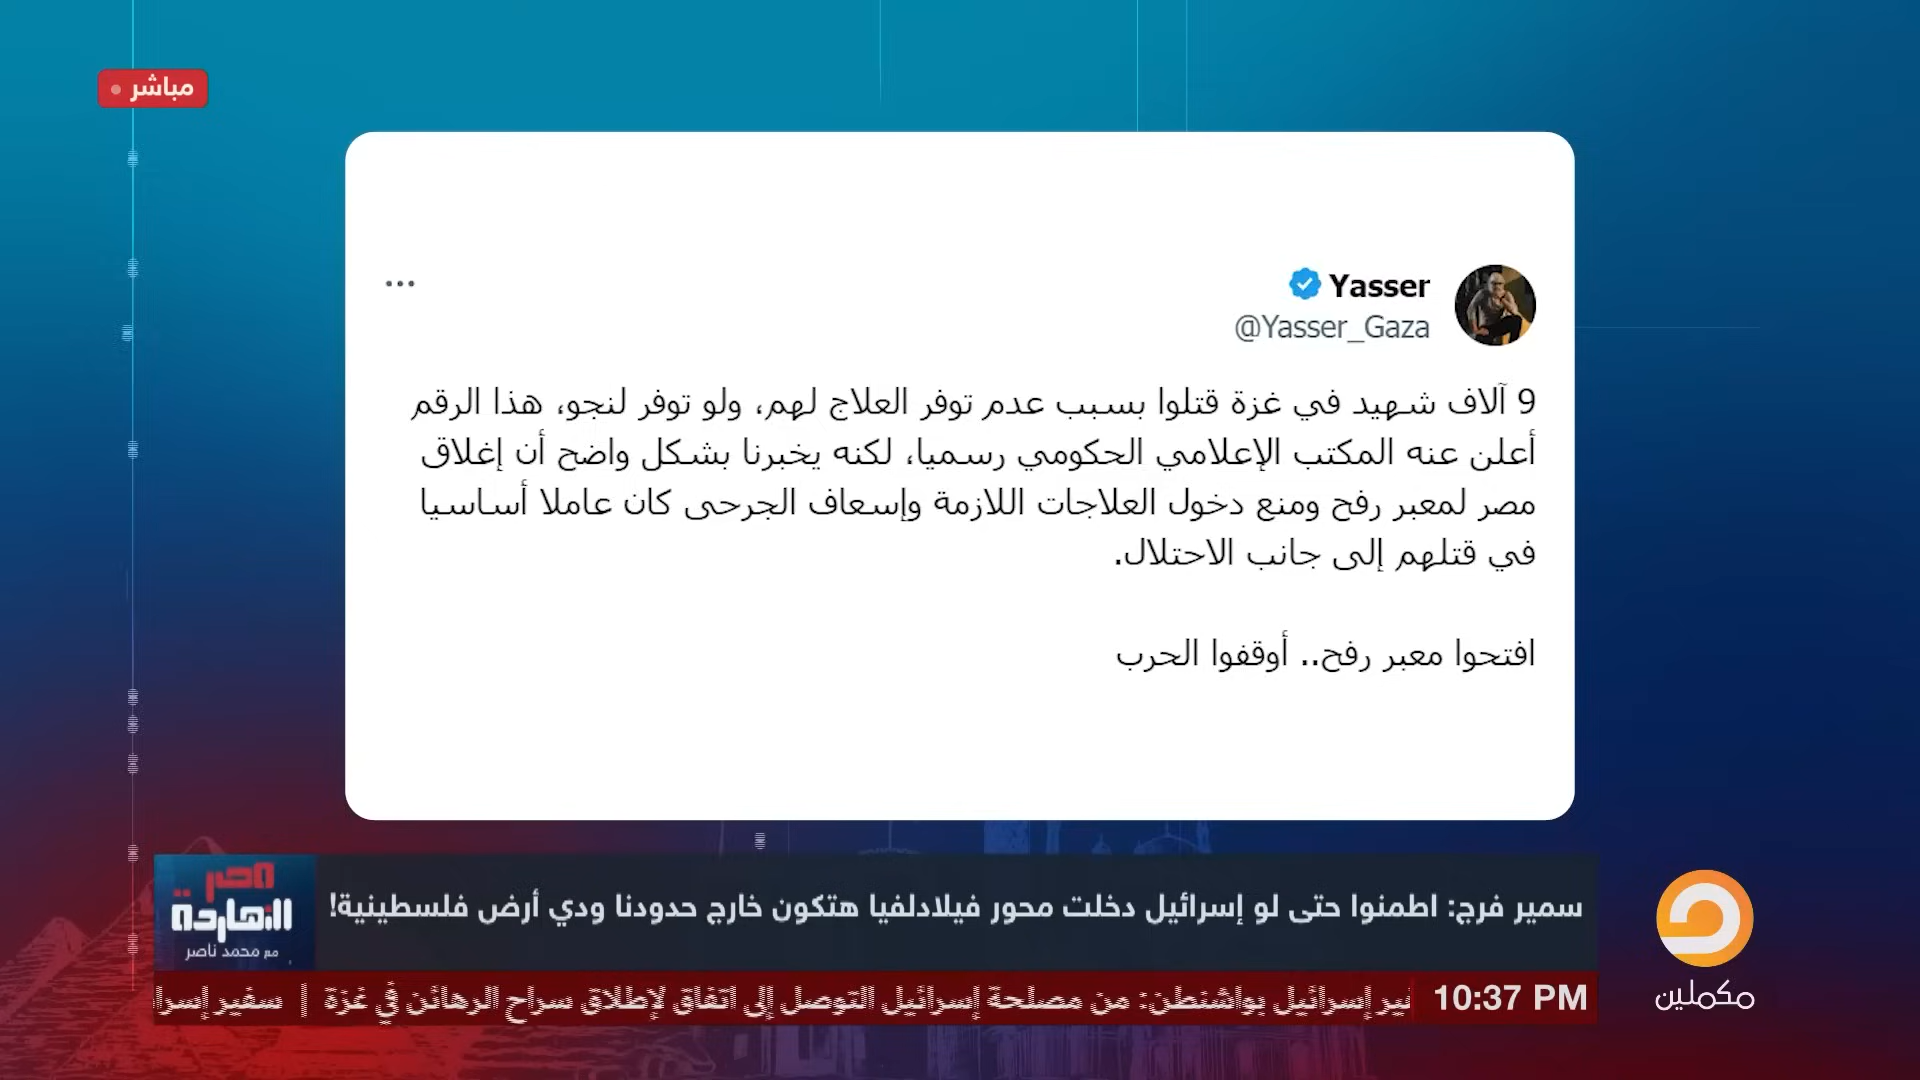 مباشر
Yasser
@Yasser_Gaza
9 آلاف شهيد في غزة قتلوا بسبب عدم توفر العلاج لهم، ولو توفر لنجو، هذا الرقم
أعلن عنه المكتب الإعلامي الحكومي رسميا، لكنه يخبرنا بشكل واضح أن إغلاق
مصر لمعبر رفح ومنع دخول العلاجات اللازمة وإسعاف الجرحى كان عاملا أساسيا
في قتلهم إلى جانب الاحتلال.
افتحوا معبر رفح.. أوقفوا الحرب
سمير فرج: اطمنوا حتى لو إسرائيل دخلت محور فيلادلفيا هتكون خارج حدودنا ودي أرض فلسطينية!
مصر
النهاردة
مع محمد ناصر
10:37 PM
إسرائيل بواشنطن: من مصلحة إسرائيل التوصل إلى اتفاق لإطلاق سراح الرهائن في غزة | سفير
مكملين